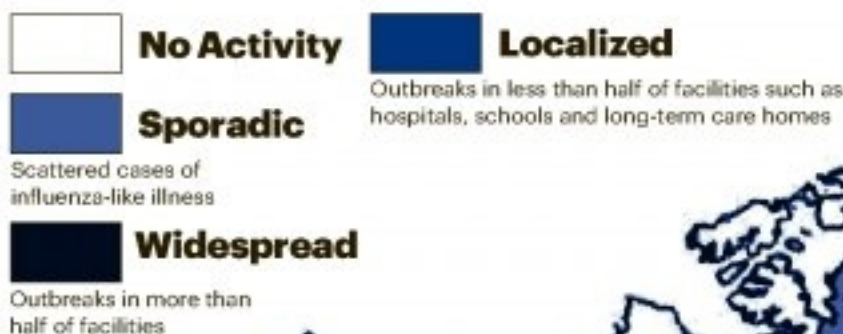 No Activity
Localized
Outbreaks in less than half of facilities such as
hospitals, schools and long-term care homes
Sporadic
Scattered cases of
influenza-like illness
Widespread
Outbreaks in more than
half of facilities